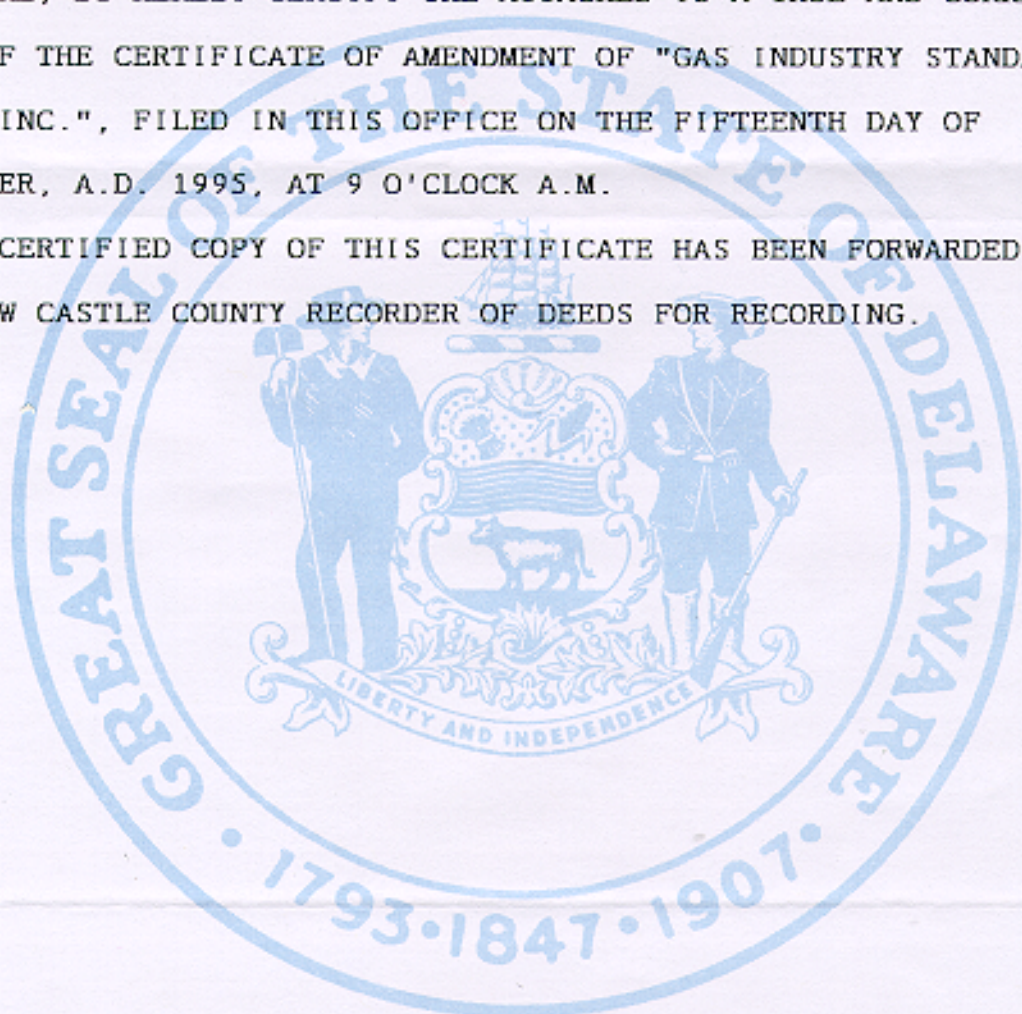 F THE CERTIFICATE OF AMENDMENT OF "GAS INDUSTRY STAND
INC.", FILED IN THIS OFFICE ON THE FIFTEENTH DAY OF
ER, A.D. 1995, AT 9 O'CLOCK A.M.
CERTIFIED COPY OF THIS CERTIFICATE HAS BEEN FORWARDED
W CASTLE COUNTY RECORDER OF DEEDS FOR RECORDING.
GREAT SEAL OF THE STATE OF DELAWARE
LIBERTY AND INDEPENDENCE
•1793•1847•1907•